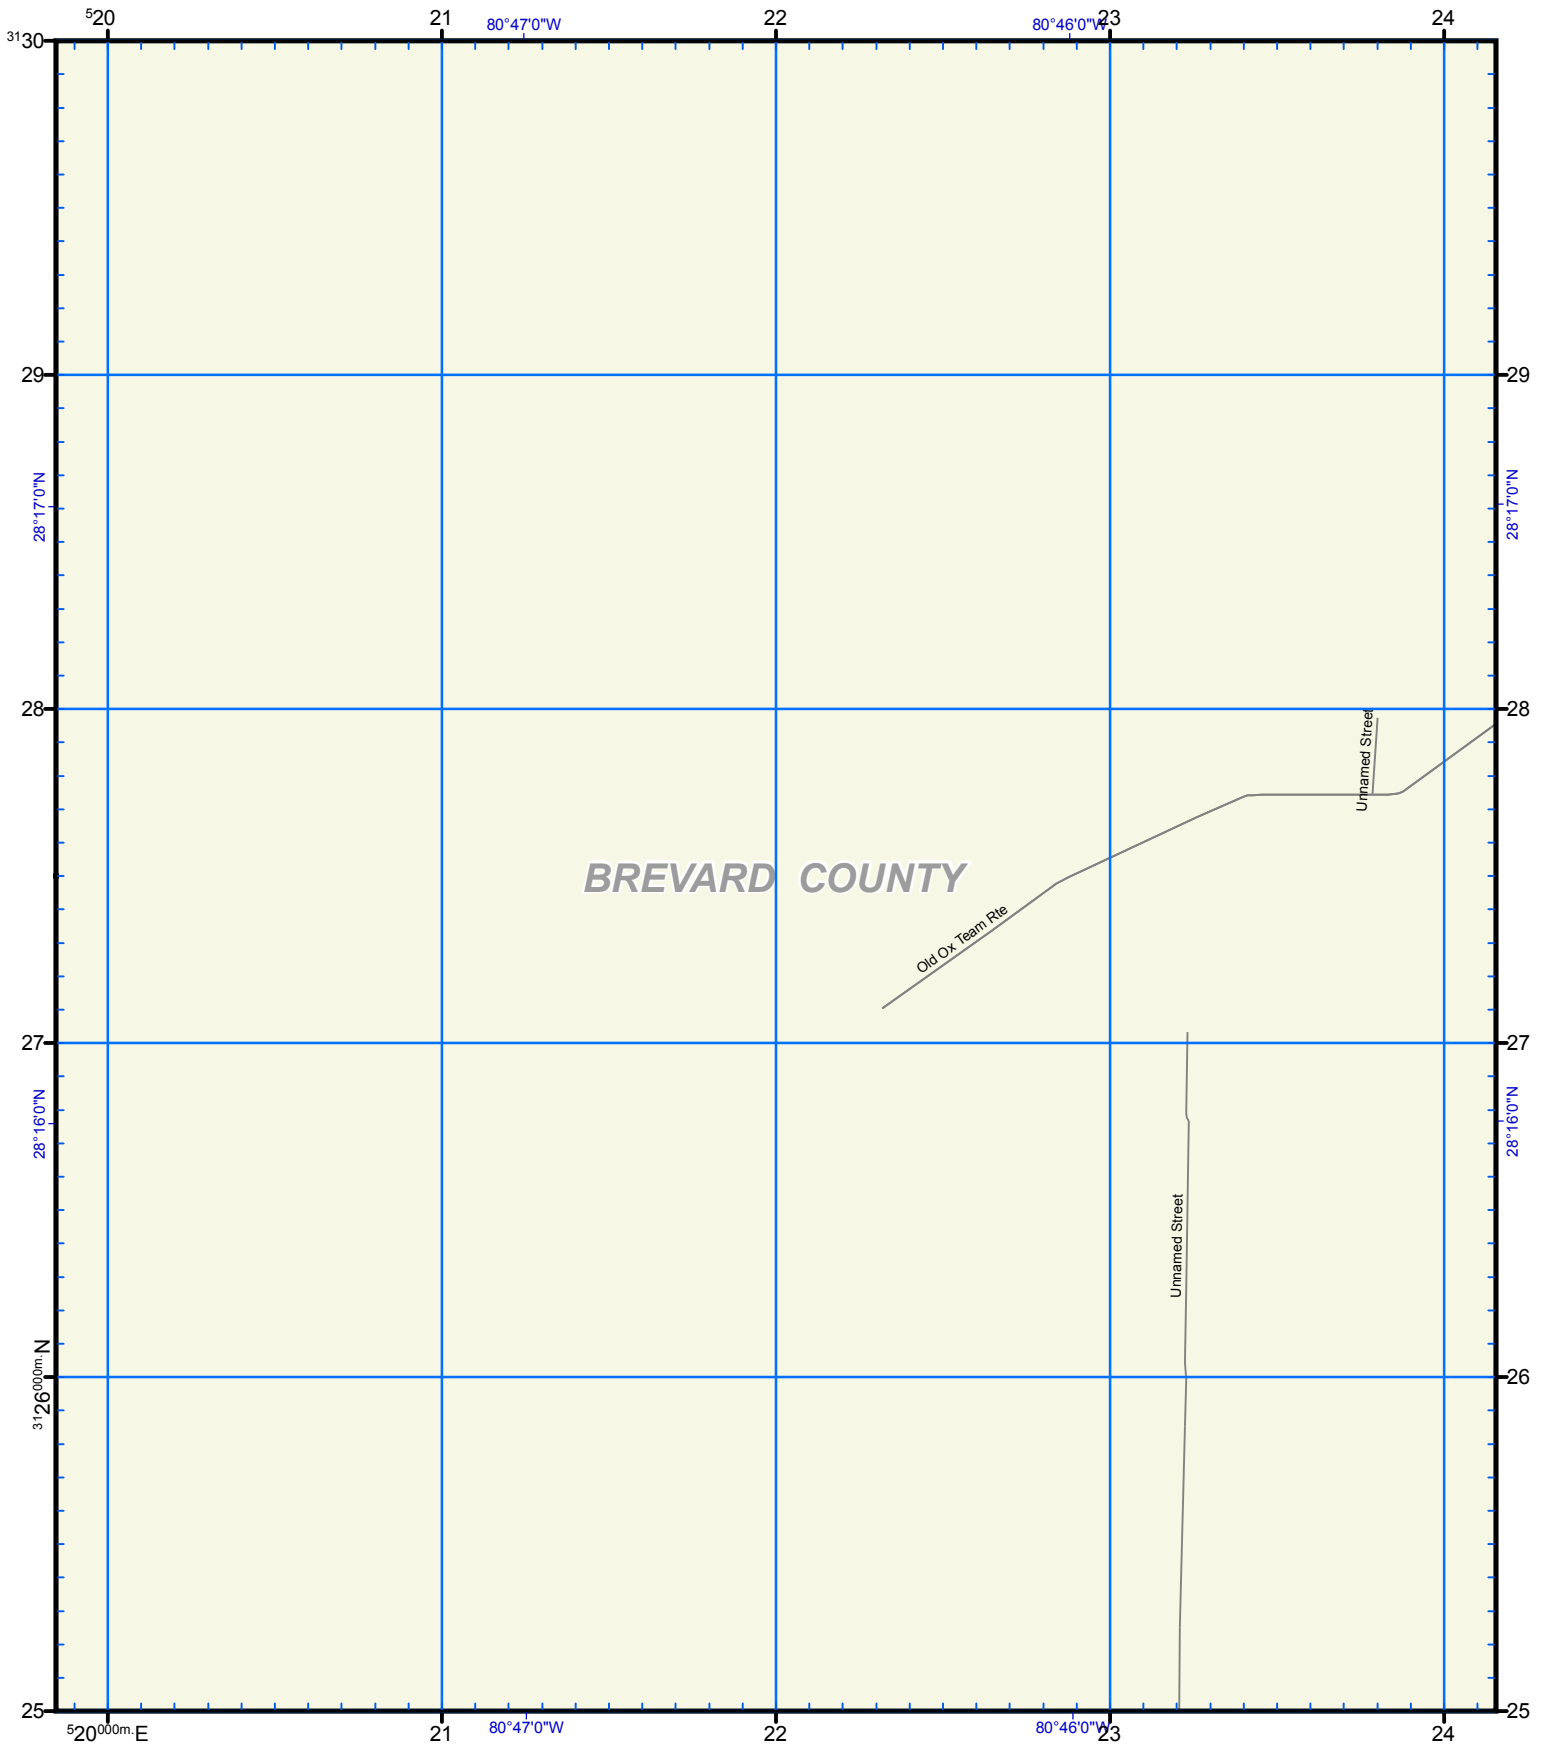 ⁵20 21 22 23 24
80°47'0"W 80°46'0"W
³¹30
29 29
28°17'0"N 28°17'0"N
28 28
Unnamed Street
BREVARD COUNTY
Old Ox Team Rte
27 27
28°16'0"N 28°16'0"N
Unnamed Street
³¹26⁰⁰⁰ᵐ·N 26
25 25
⁵20⁰⁰⁰ᵐ·E 21 22 23 24
80°47'0"W 80°46'0"W